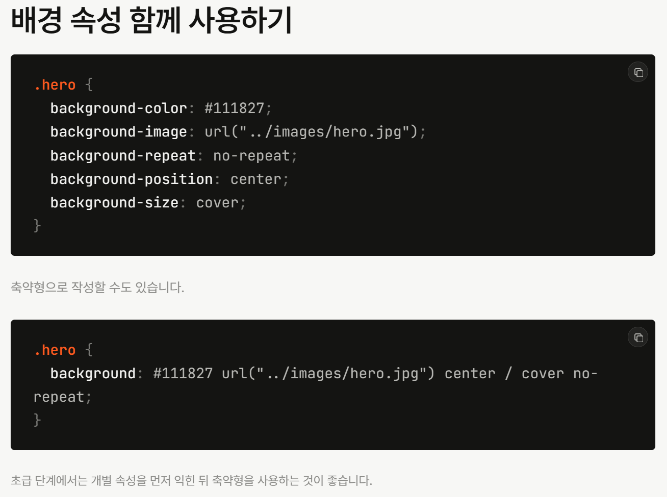 배경 속성 함께 사용하기
.hero {
  background-color: #111827;
  background-image: url("../images/hero.jpg");
  background-repeat: no-repeat;
  background-position: center;
  background-size: cover;
}
축약형으로 작성할 수도 있습니다.
.hero {
  background: #111827 url("../images/hero.jpg") center / cover no-
repeat;
}
초급 단계에서는 개별 속성을 먼저 익힌 뒤 축약형을 사용하는 것이 좋습니다.